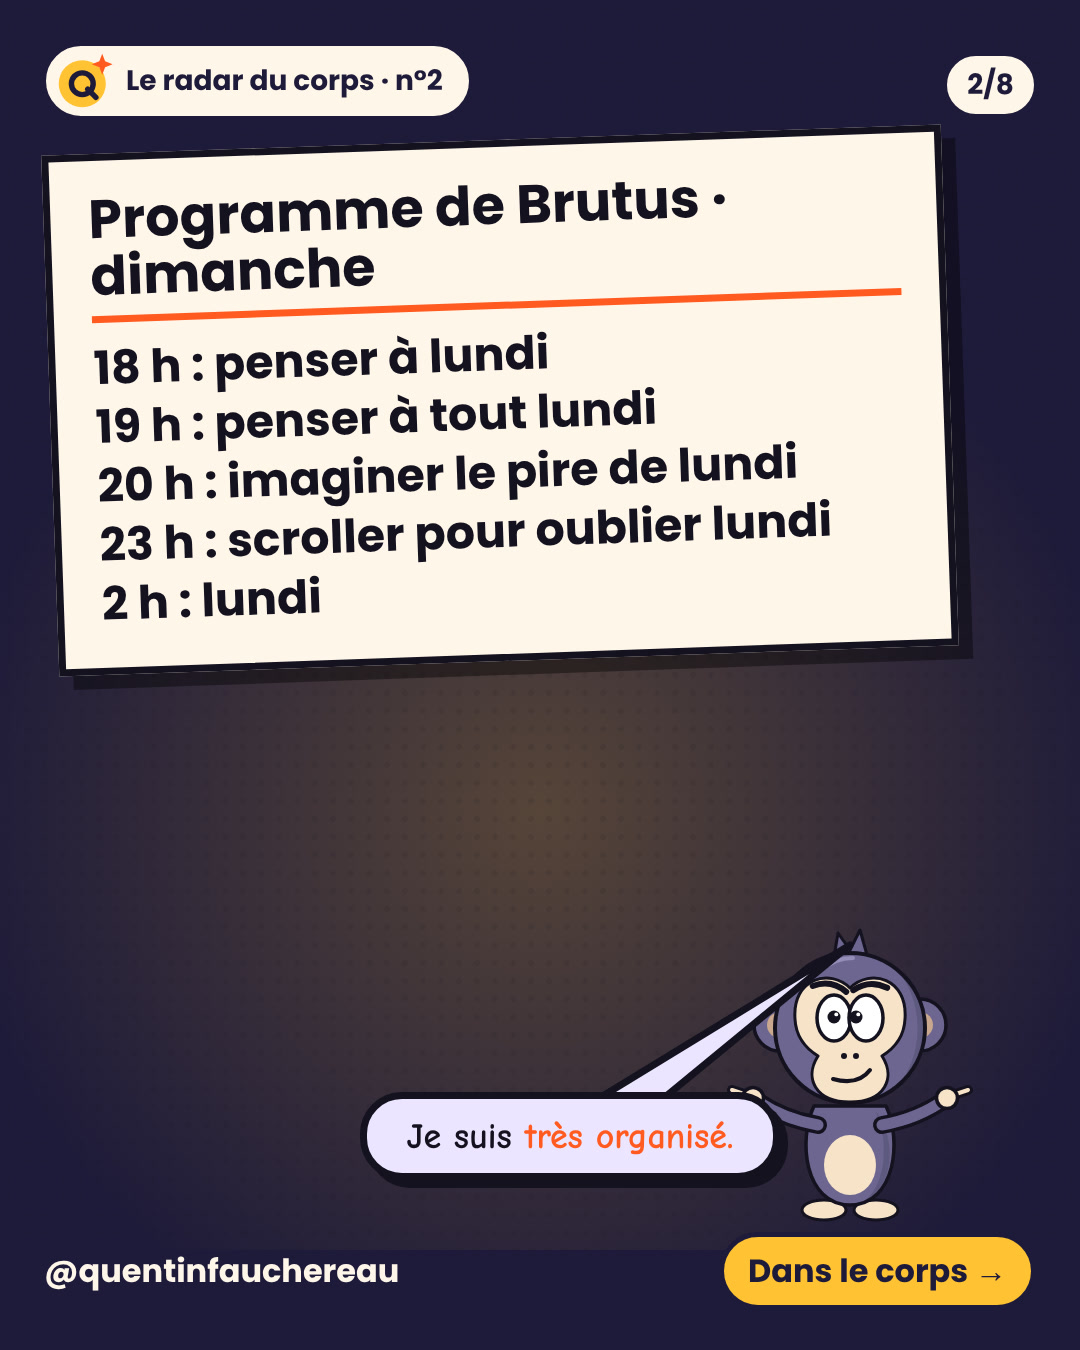 Q Le radar du corps · n°2
2/8
Programme de Brutus ·
dimanche
18 h : penser à lundi
19 h : penser à tout lundi
20 h : imaginer le pire de lundi
23 h : scroller pour oublier lundi
2 h : lundi
Je suis très organisé.
@quentinfauchereau
Dans le corps →